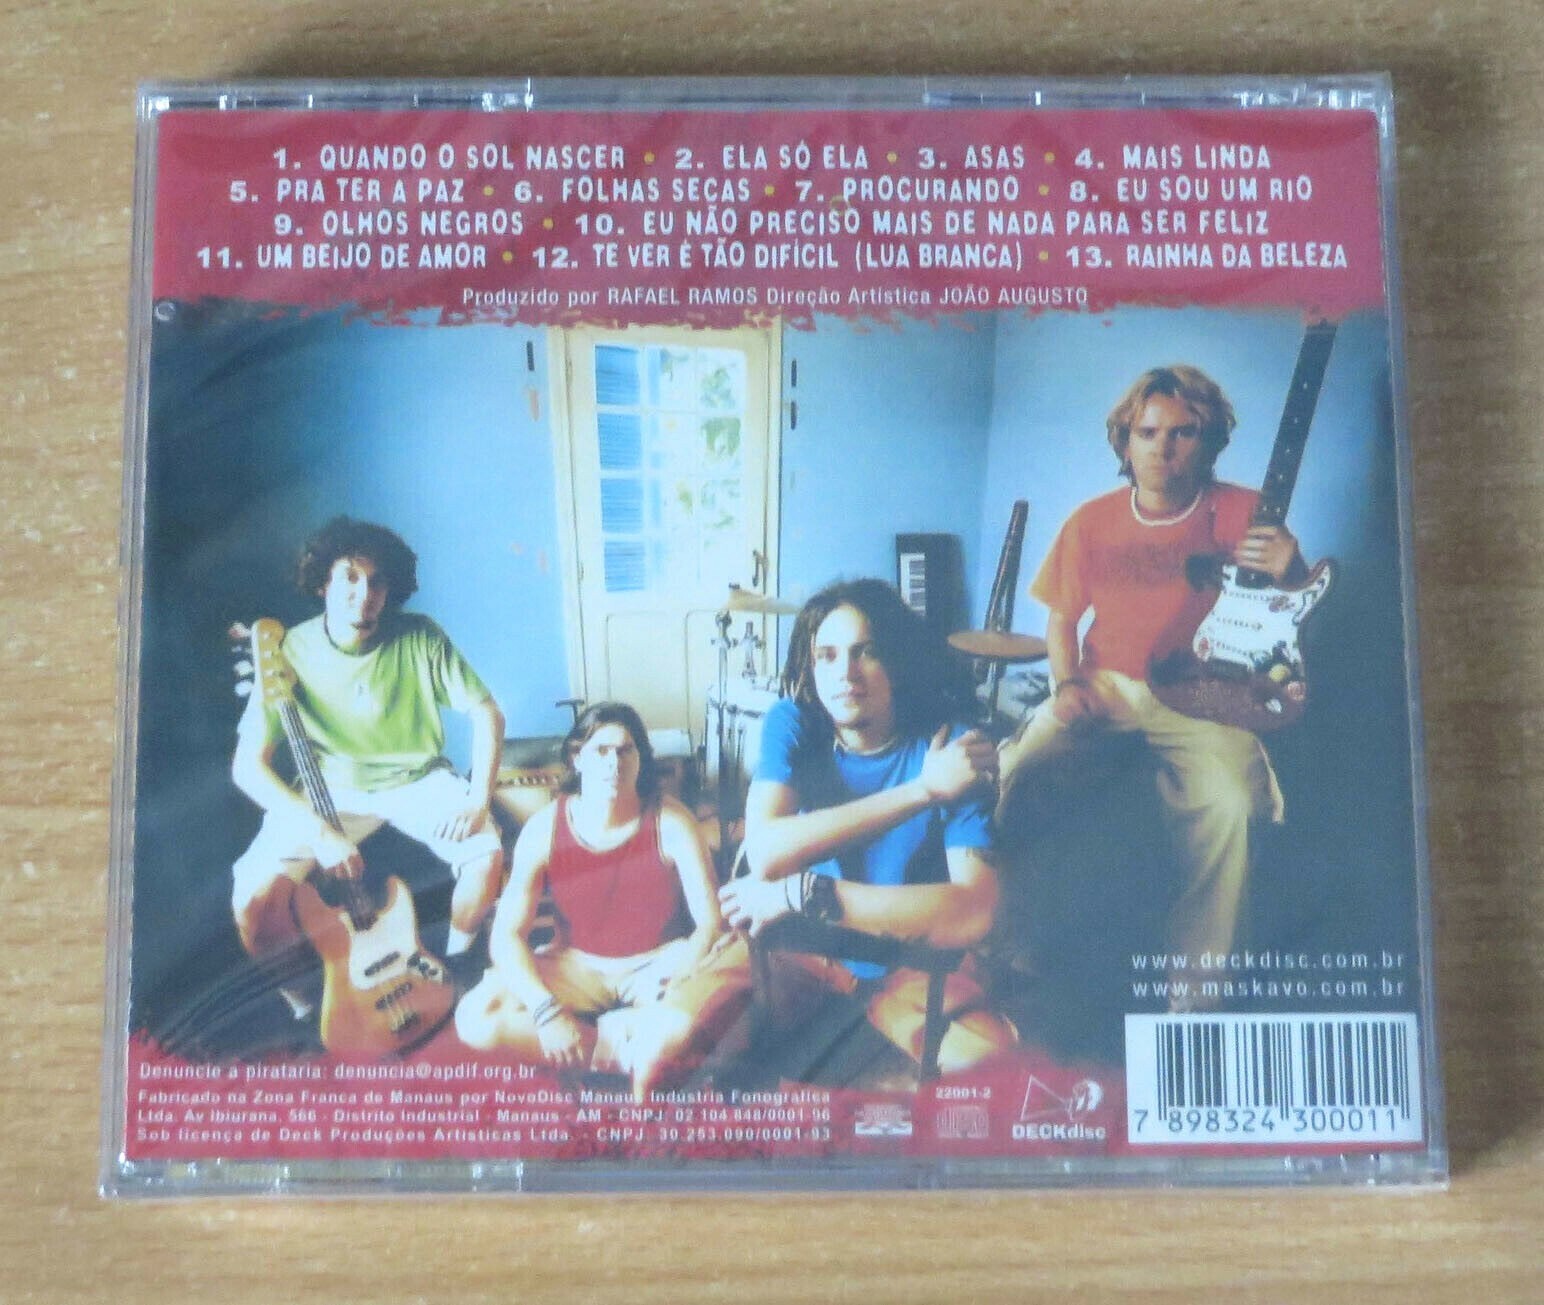 1. QUANDO O SOL NASCER • 2. ELA SÓ ELA • 3. ASAS • 4. MAIS LINDA
5. PRA TER A PAZ • 6. FOLHAS SECAS • 7. PROCURANDO • 8. EU SOU UM RIO
9. OLHOS NEGROS • 10. EU NÃO PRECISO MAIS DE NADA PARA SER FELIZ
11. UM BEIJO DE AMOR • 12. TE VER É TÃO DIFÍCIL (LUA BRANCA) • 13. RAINHA DA BELEZA
Produzido por RAFAEL RAMOS Direção Artística JOÃO AUGUSTO
www.deckdisc.com.br
www.maskavo.com.br
Denuncie a pirataria: denuncia@apdif.org.br
Fabricado na Zona Franca de Manaus por NovoDisc Manaus Industria Fonográfica
Ltda. Av Ibiurana, 566 - Distrito Industrial - Manaus - AM - CNPJ: 02.104.848/0001-96
Sob licença de Deck Produções Artísticas Ltda. - CNPJ: 30.253.090/0001-93
22001-2
DECKdisc
7 898324 300011